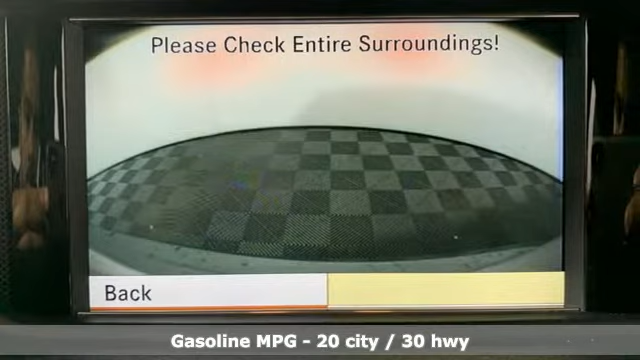 Please Check Entire Surroundings!
Back
Gasoline MPG - 20 city / 30 hwy